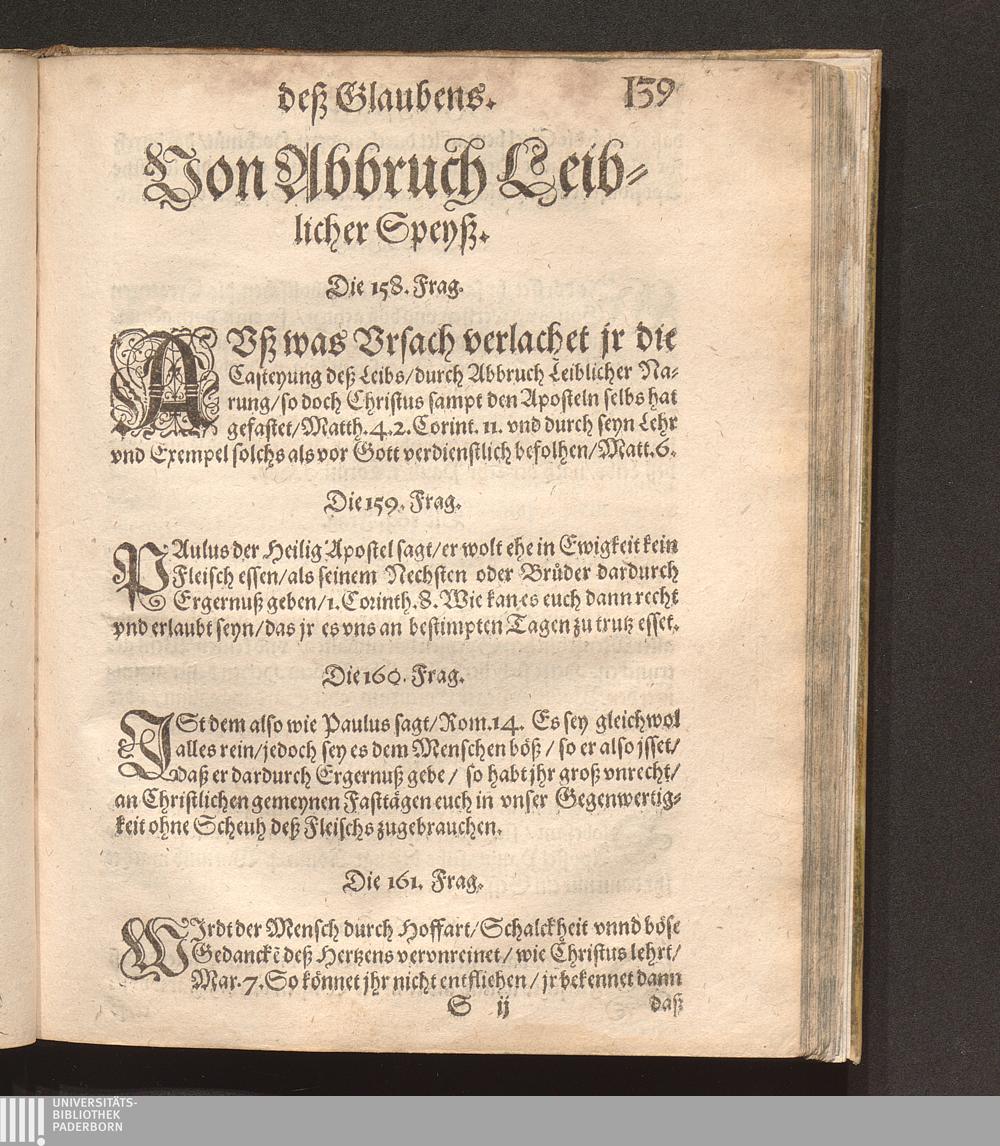 deß Glaubens. 139
Von Abbruch Leib-
licher Speyß.
Die 158. Frag.
AVß was Vrsach verlachet jr die
Casteyung deß Leibs/durch Abbruch Leiblicher Na-
rung/so doch Christus sampt den Aposteln selbs hat
gefastet/Matth.4.2.Corint. 11. vnd durch seyn Lehr
vnd Exempel solchs als vor Gott verdienstlich befolhen/Matt.6.
Die 159. Frag.
PAulus der Heilig Apostel sagt/er wolt ehe in Ewigkeit kein
Fleisch essen/als seinem Nechsten oder Brůder dardurch
Ergernuß geben/1.Corinth.8. Wie kan es euch dann recht
vnd erlaubt seyn/das jr es vns an bestimpten Tagen zu trutz esset.
Die 160. Frag.
ISt dem also wie Paulus sagt/Rom.14. Es sey gleichwol
alles rein/jedoch sey es dem Menschen böß/ so er also jsset/
daß er dardurch Ergernuß gebe/ so habt jhr groß vnrecht/
an Christlichen gemeynen Fasttägen euch in vnser Gegenwertig-
keit ohne Scheuh deß Fleischs zugebrauchen.
Die 161. Frag.
WIrdt der Mensch durch Hoffart/Schalckheit vnnd böse
Gedanckē deß Hertzens vervnreinet/ wie Christus lehrt/
Mar.7. So könnet jhr nicht entfliehen/ jr bekennet dann
S ij daß
UNIVERSITÄTS-
BIBLIOTHEK
PADERBORN